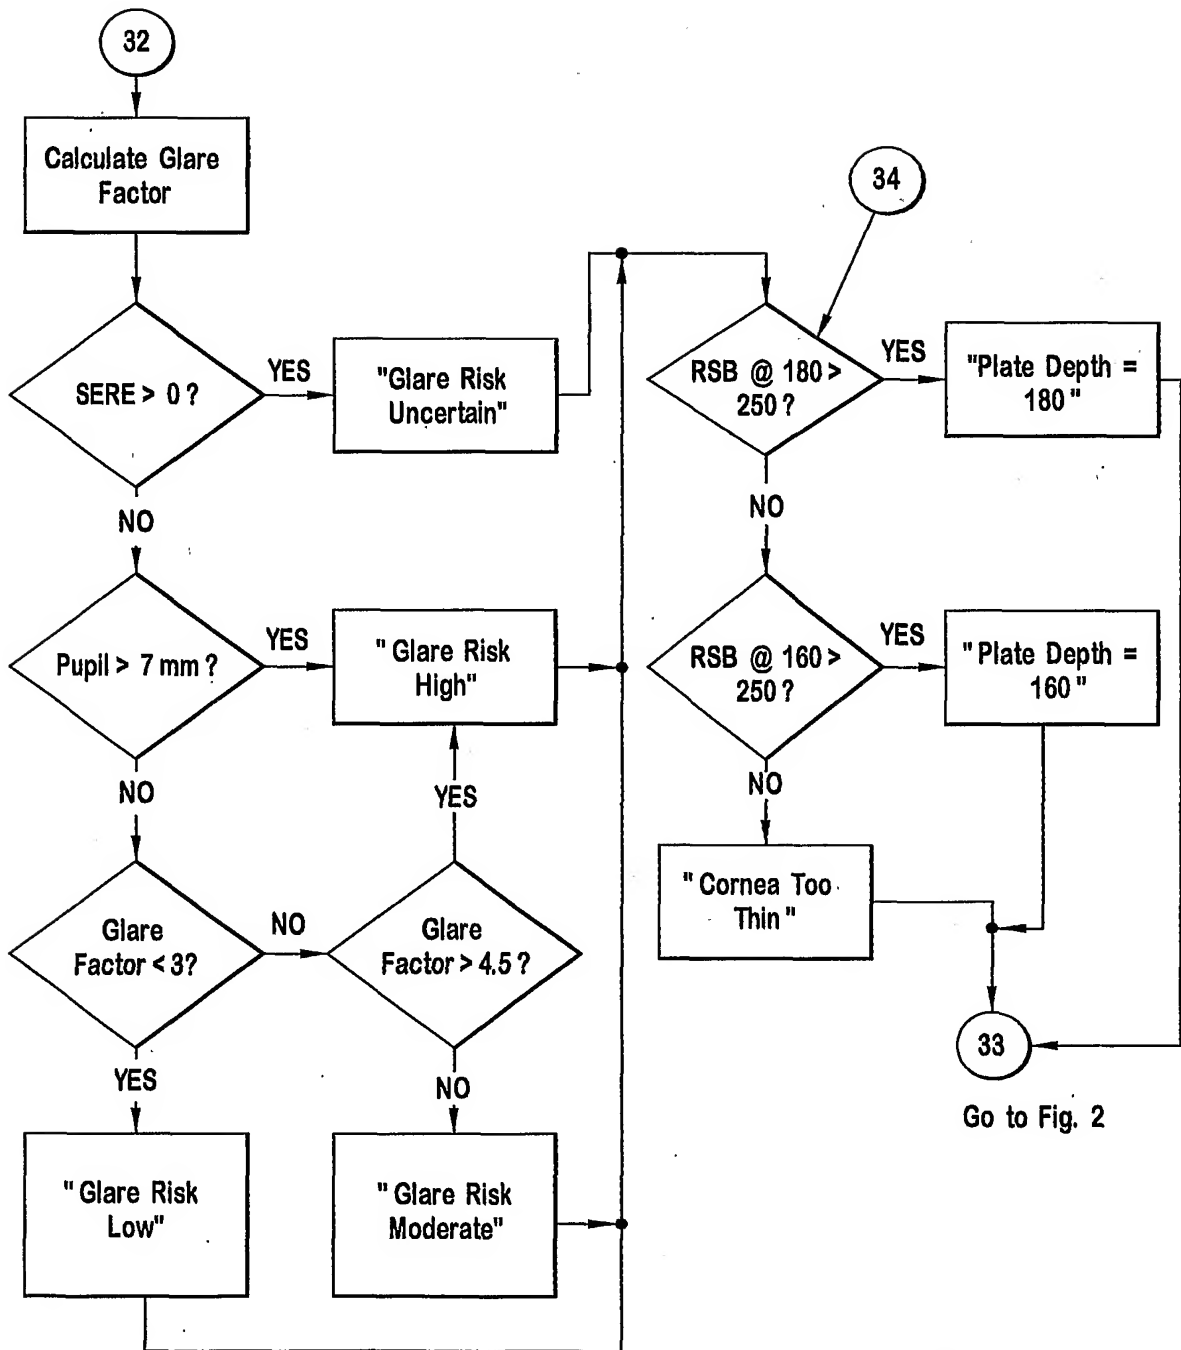 32
Calculate Glare
Factor
SERE > 0 ?
YES
"Glare Risk
Uncertain"
NO
Pupil > 7 mm ?
YES
" Glare Risk
High"
NO
YES
Glare
Factor < 3?
NO
Glare
Factor > 4.5 ?
YES
NO
" Glare Risk
Low"
" Glare Risk
Moderate"
34
RSB @ 180 >
250 ?
YES
"Plate Depth =
180 "
NO
RSB @ 160 >
250 ?
YES
" Plate Depth =
160 "
NO
" Cornea Too
Thin "
33
Go to Fig. 2